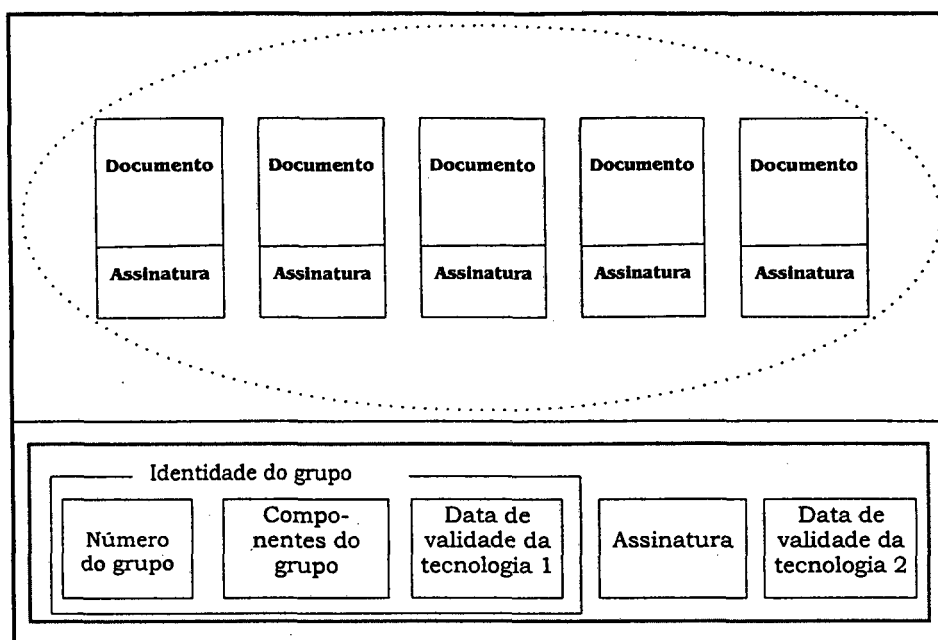 Documento Documento Documento Documento Documento
Assinatura Assinatura Assinatura Assinatura Assinatura
Identidade do grupo
Número
do grupo
Compo-
nentes do
grupo
Data de
validade da
tecnologia 1
Assinatura
Data de
validade da
tecnologia 2